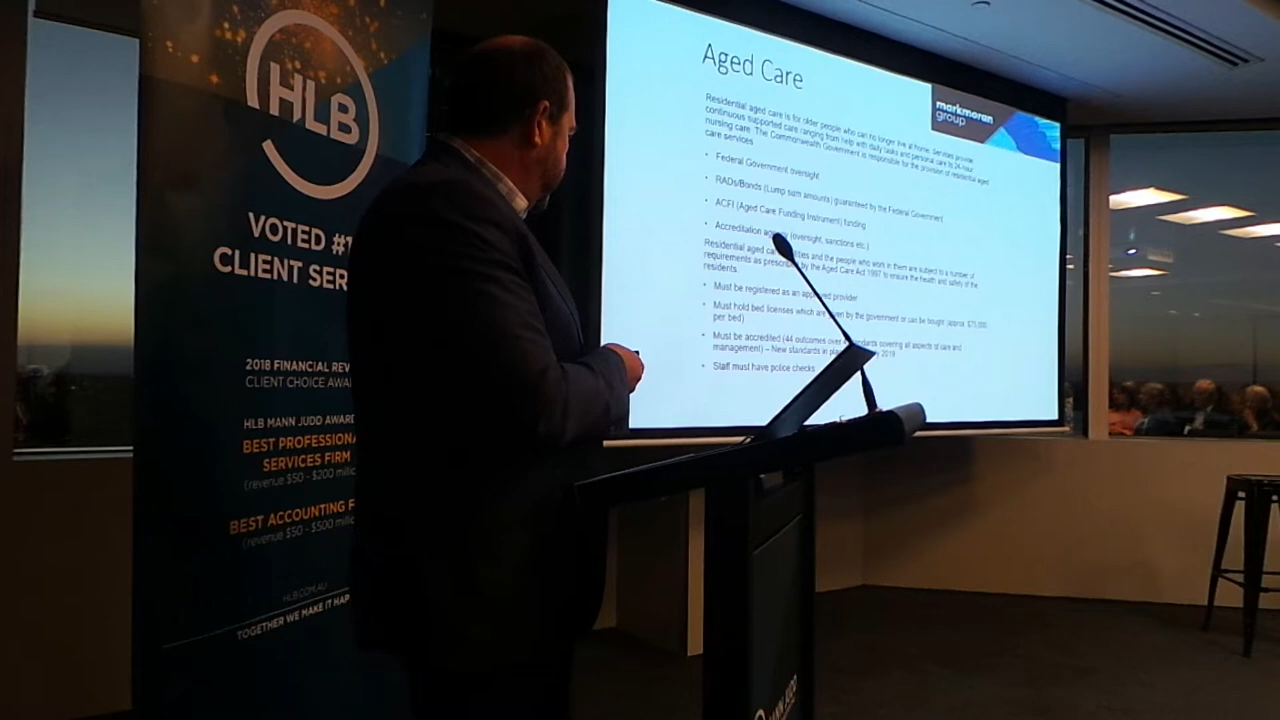 HLB
VOTED #1
CLIENT SER
2018 FINANCIAL REV
CLIENT CHOICE AWA
HLB MANN JUDD AWARD
BEST PROFESSIONA
SERVICES FIRM
(revenue $50 - $200 millio
BEST ACCOUNTING F
(revenue $50 - $500 millio
HLB.COM.AU
TOGETHER WE MAKE IT HAP
Aged Care
markmoran
group
Residential aged care is for older people who can no longer live at home. Services provide
continuous supported care ranging from help with daily tasks and personal care to 24-hour
nursing care. The Commonwealth Government is responsible for the provision of residential aged
care services
• Federal Government oversight
• RADs/Bonds (Lump sum amounts) guaranteed by the Federal Government
• ACFI (Aged Care Funding Instrument) funding
• Accreditation agency (oversight, sanctions etc.)
Residential aged ca ilities and the people who work in them are subject to a number of
requirements as prescribed by the Aged Care Act 1997 to ensure the health and safety of the
residents.
• Must be registered as an approved provider
• Must hold bed licenses which are given by the government or can be bought (approx. $75,000
per bed)
• Must be accredited (44 outcomes over 4 standards covering all aspects of care and
management) – New standards in pla y 2019
• Staff must have police checks
MANN JUDD